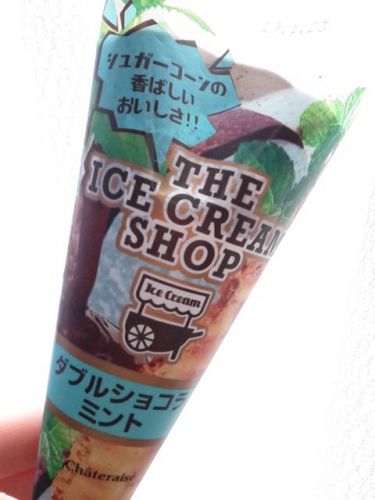 シュガーコーンの
香ばしい
おいしさ!!
THE
ICE CREAM
SHOP
Ice Cream
ダブルショコラ
ミント
Châteraisé